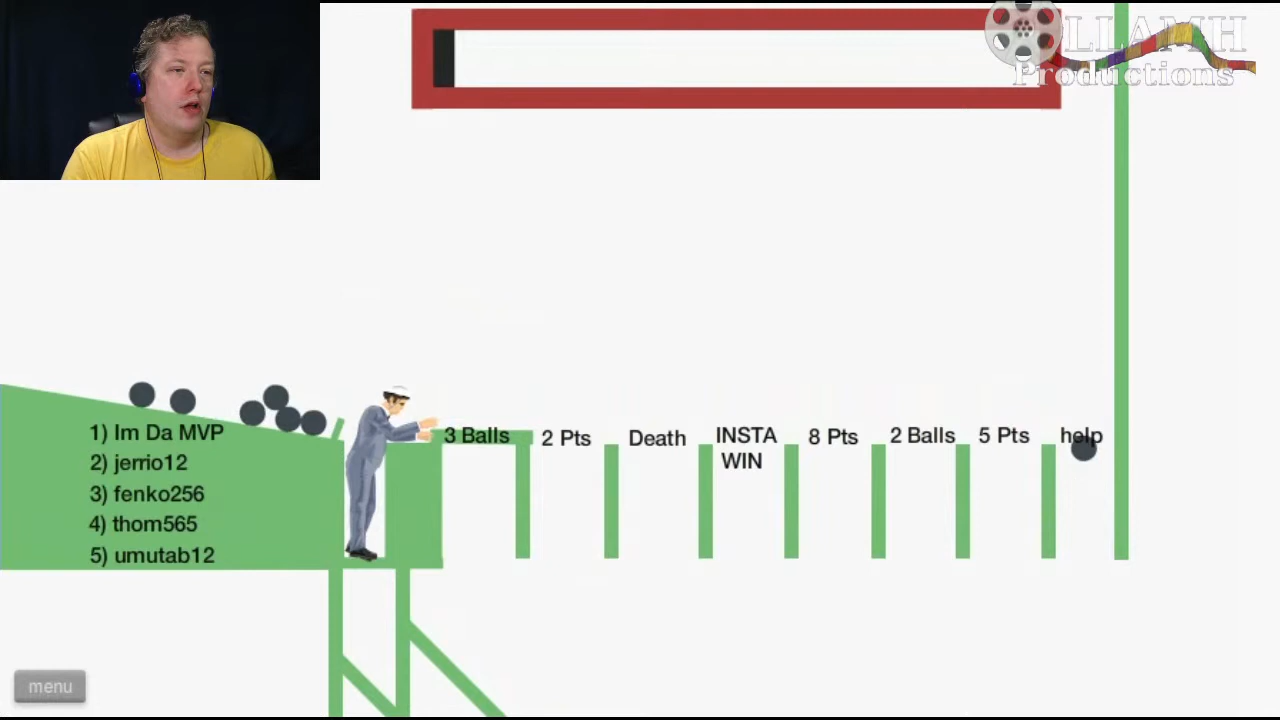 OLLAMH
Productions
3 Balls
2 Pts
Death
INSTA
WIN
8 Pts
2 Balls
5 Pts
help
1) Im Da MVP
2) jerrio12
3) fenko256
4) thom565
5) umutab12
menu